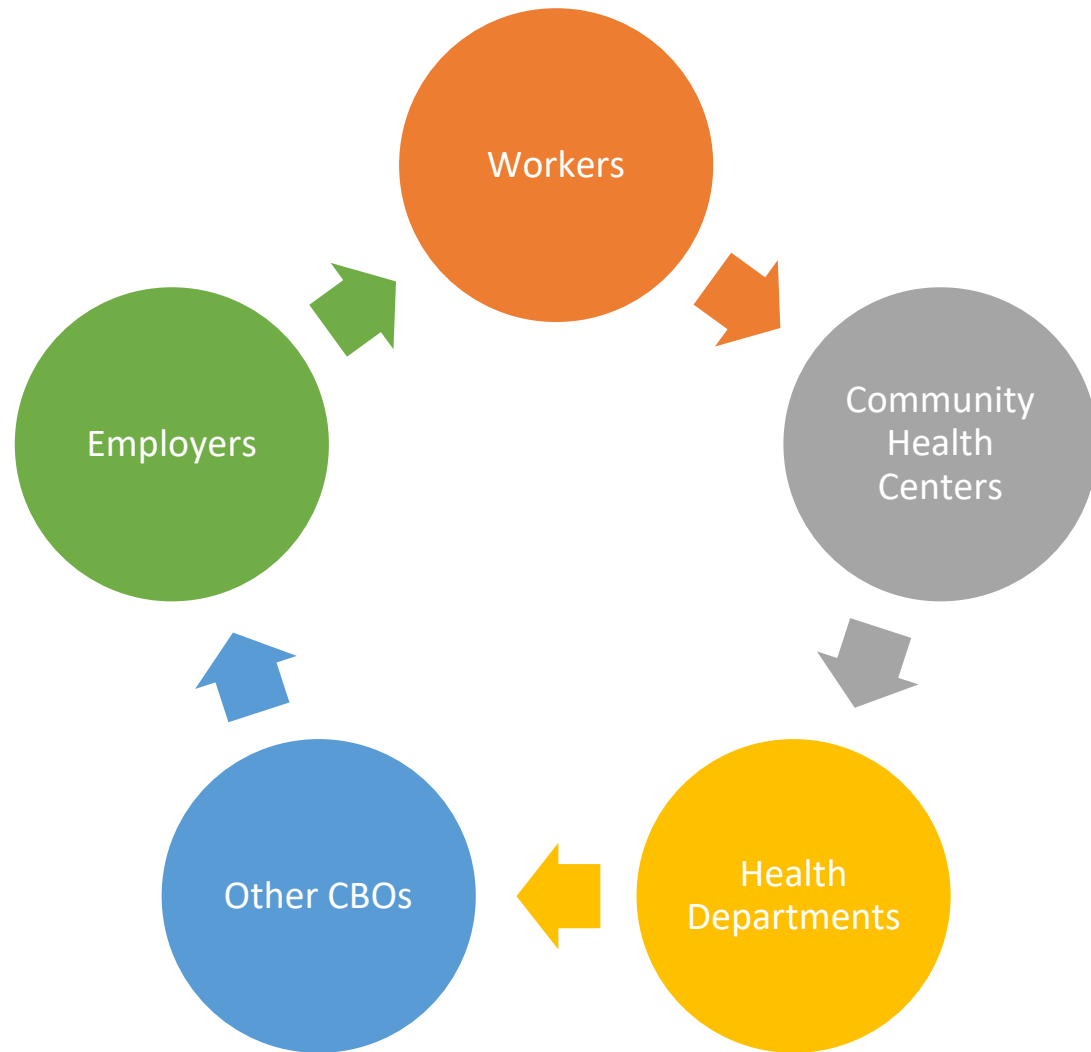 Workers
Community
Health
Centers
Health
Departments
Other CBOs
Employers